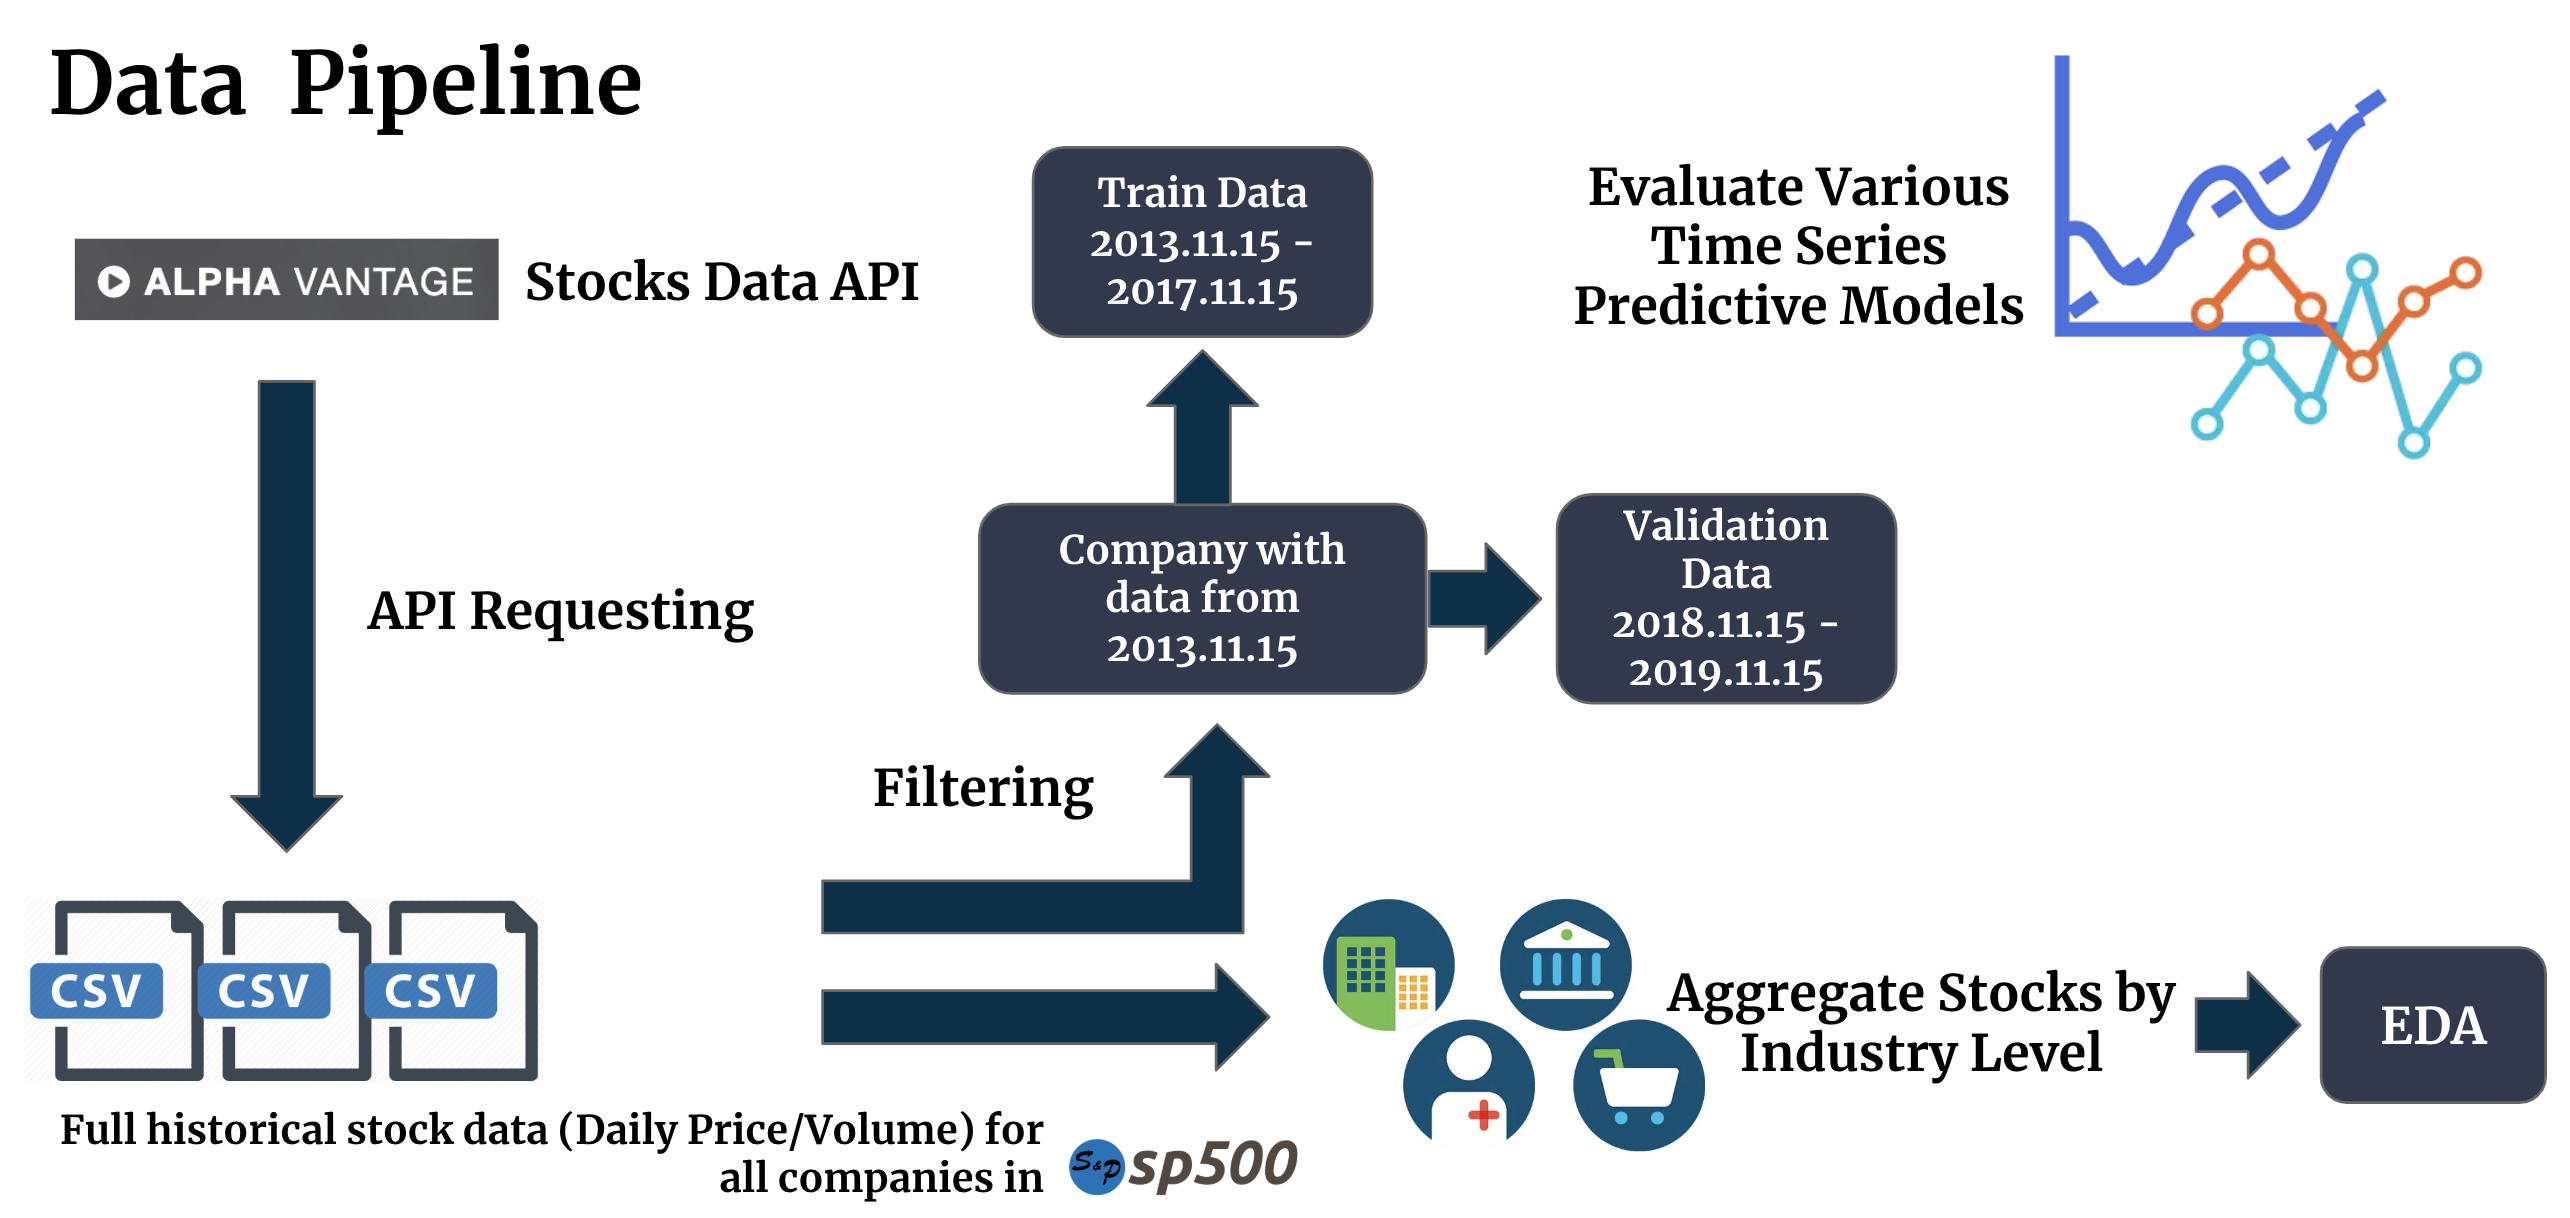 Data Pipeline
ALPHA VANTAGE
Stocks Data API
API Requesting
CSV
CSV
CSV
Full historical stock data (Daily Price/Volume) for
all companies in
S&P
sp500
Filtering
Company with
data from
2013.11.15
Train Data
2013.11.15 -
2017.11.15
Validation
Data
2018.11.15 -
2019.11.15
Evaluate Various
Time Series
Predictive Models
Aggregate Stocks by
Industry Level
EDA